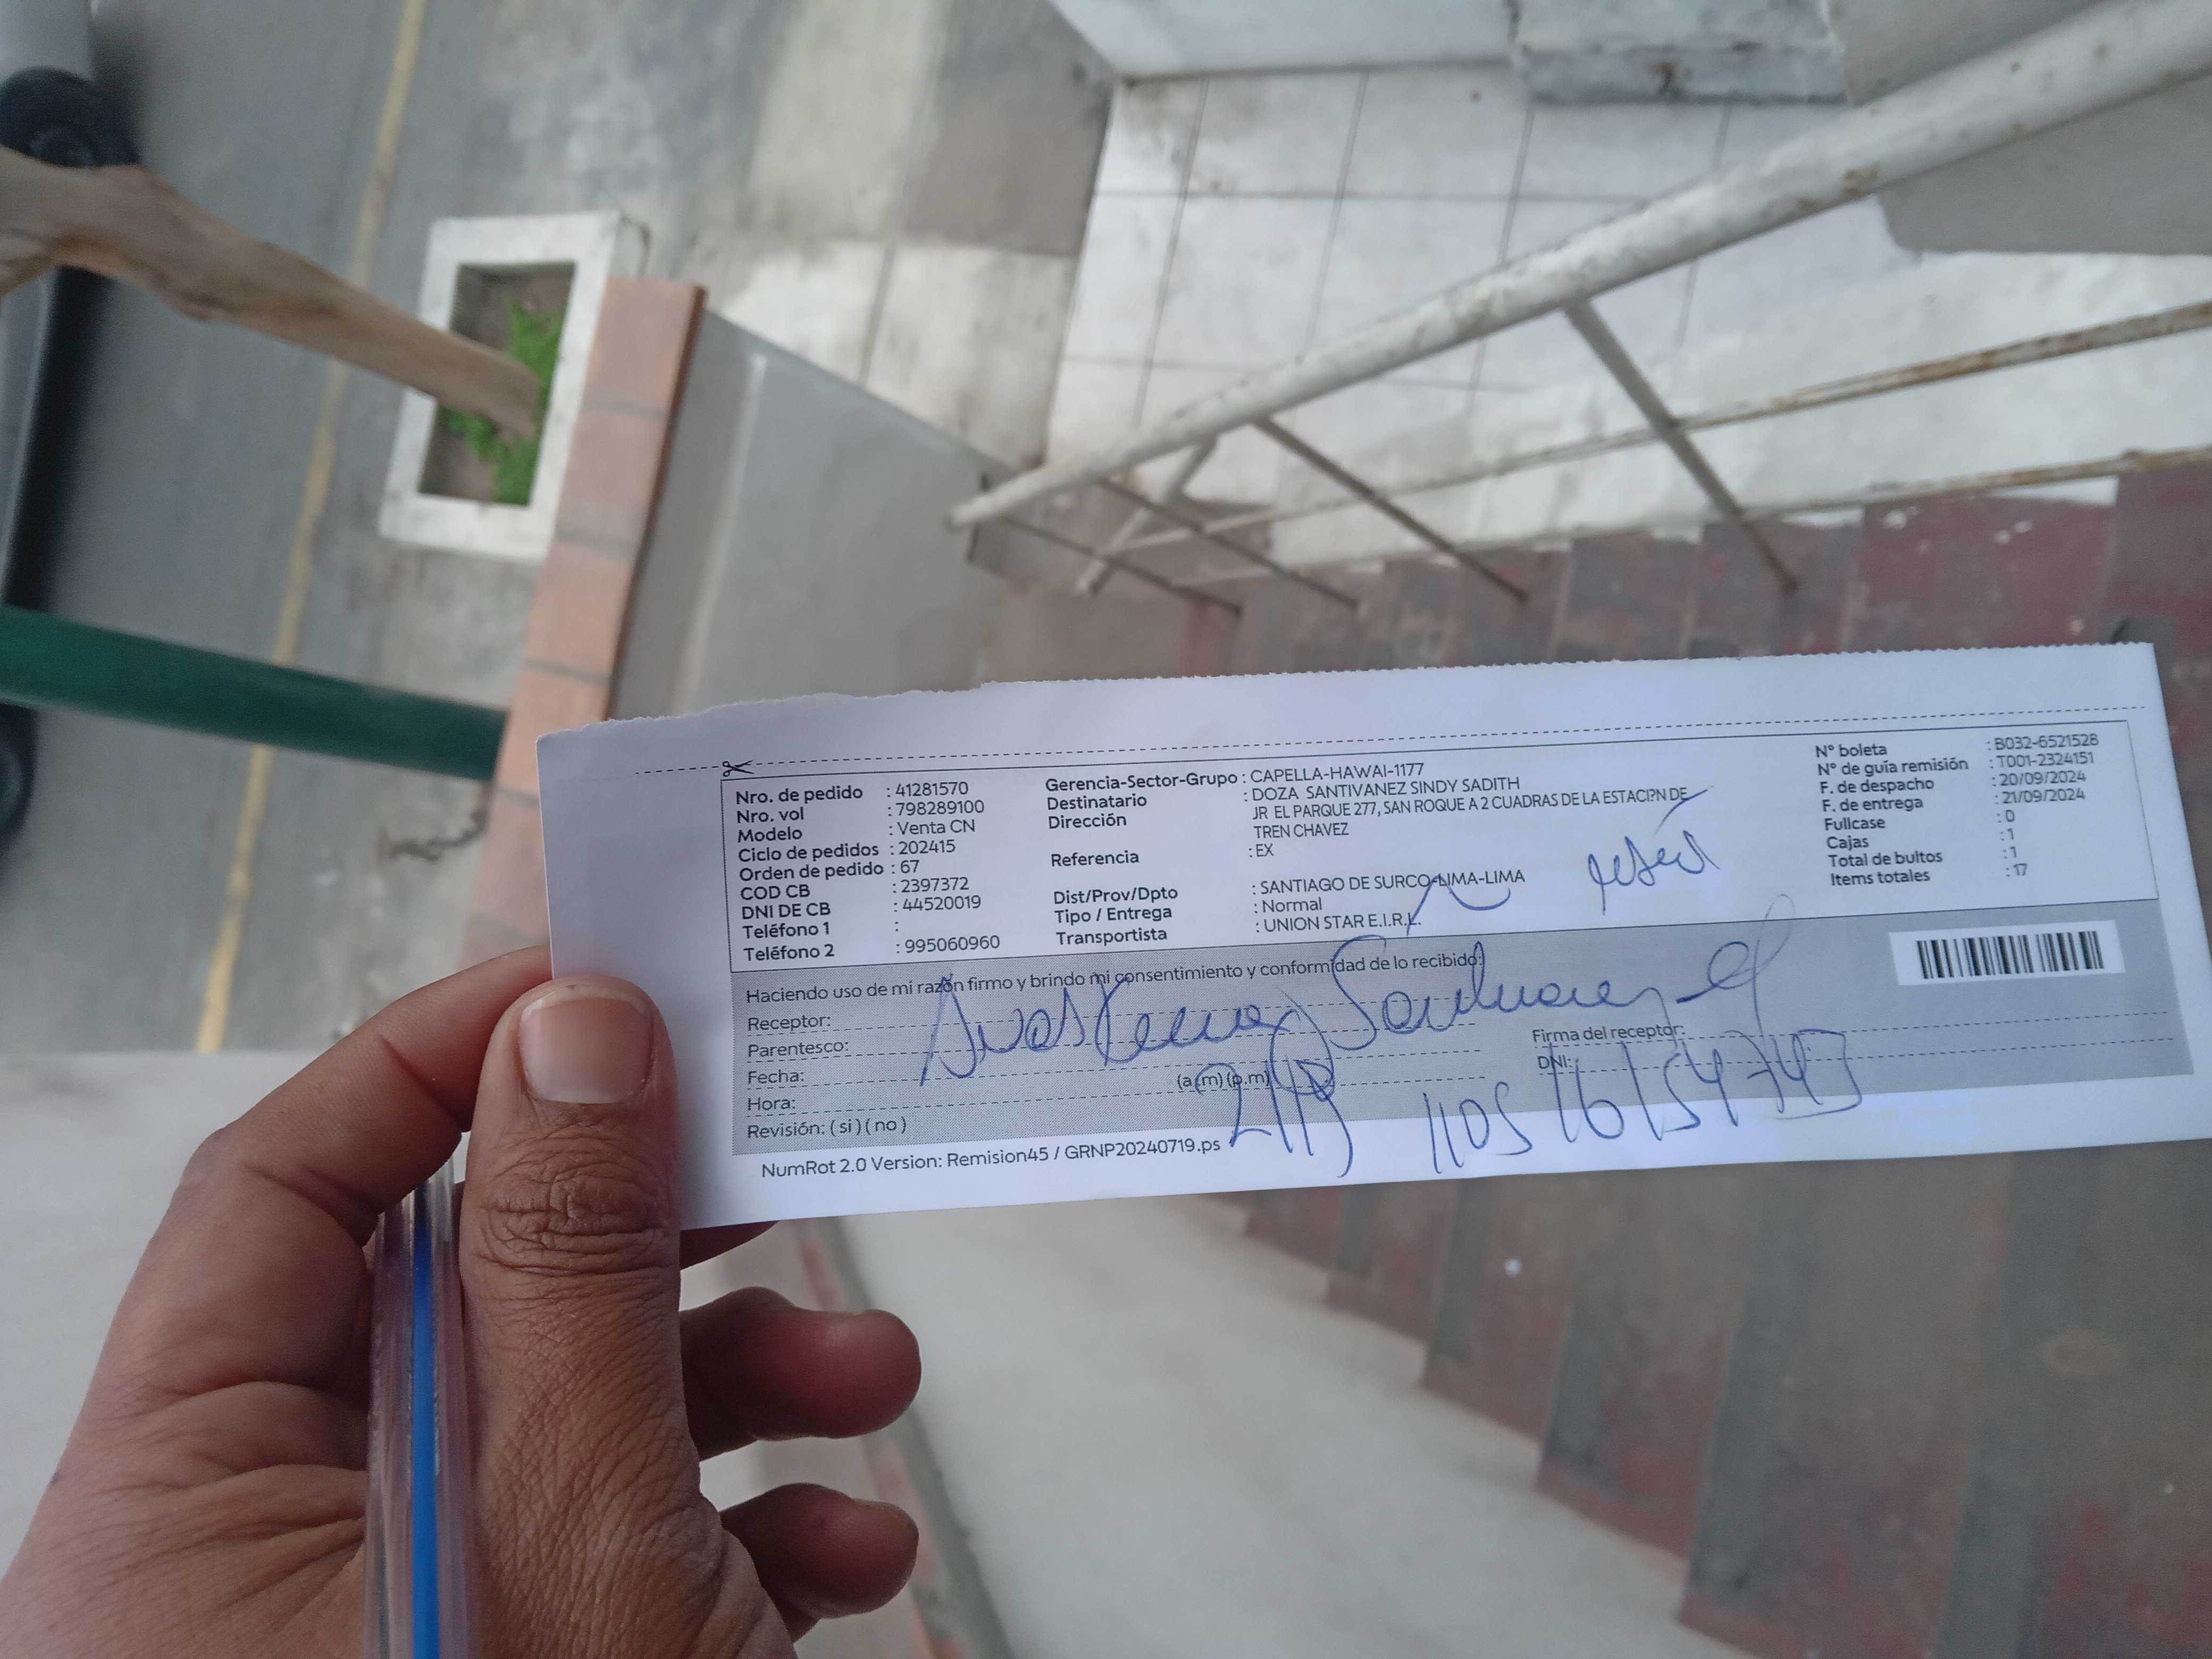 Nro. de pedido : 41281570
Nro. vol : 798289100
Modelo : Venta CN
Ciclo de pedidos : 202415
Orden de pedido : 67
COD CB : 2397372
DNI DE CB : 44520019
Teléfono 1 :
Teléfono 2 : 995060960
Gerencia-Sector-Grupo : CAPELLA-HAWAI-1177
Destinatario : DOZA SANTIVANEZ SINDY SADITH
Dirección JR EL PARQUE 277, SAN ROQUE A 2 CUADRAS DE LA ESTACI?N DE
TREN CHAVEZ
Referencia : EX
Dist/Prov/Dpto : SANTIAGO DE SURCO-LIMA-LIMA
Tipo / Entrega : Normal
Transportista : UNION STAR E.I.R.L.
N° boleta : B032-6521528
N° de guía remisión : T001-2324151
F. de despacho : 20/09/2024
F. de entrega : 21/09/2024
Fullcase : 0
Cajas : 1
Total de bultos : 1
Items totales : 17
Haciendo uso de mi razón firmo y brindo mi consentimiento y conformidad de lo recibido:
Receptor:
Parentesco:
Fecha:
Hora: (a.m) (p.m)
Revisión: ( si ) ( no )
Firma del receptor:
DNI:
NumRot 2.0 Version: Remision45 / GRNP20240719.ps